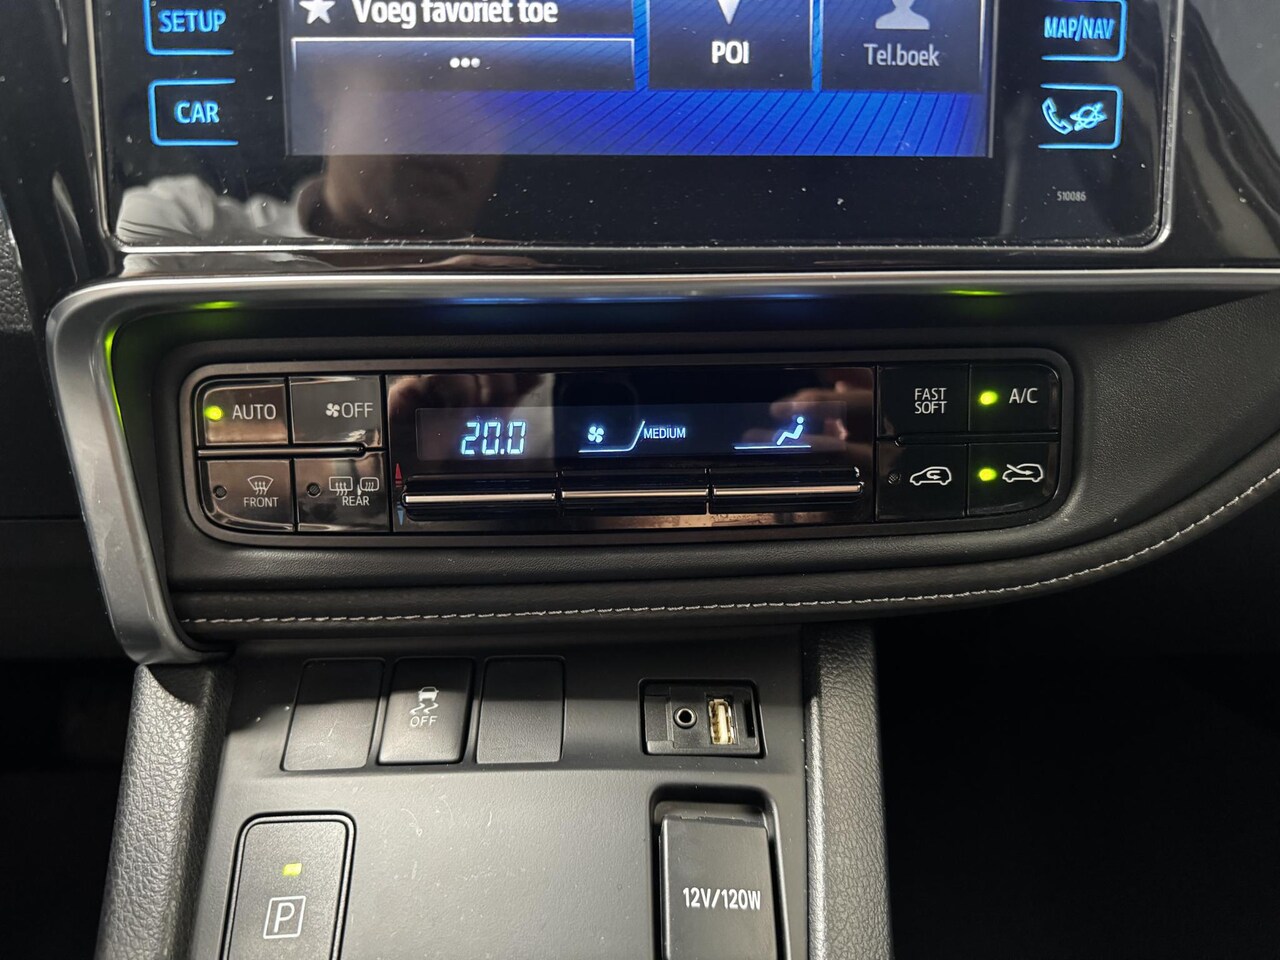 SETUP
Voeg favoriet toe
MAP/NAV
...
POI
Tel.boek
CAR
510086
AUTO
OFF
20.0
MEDIUM
FAST
SOFT
A/C
FRONT
REAR
OFF
12V/120W
P